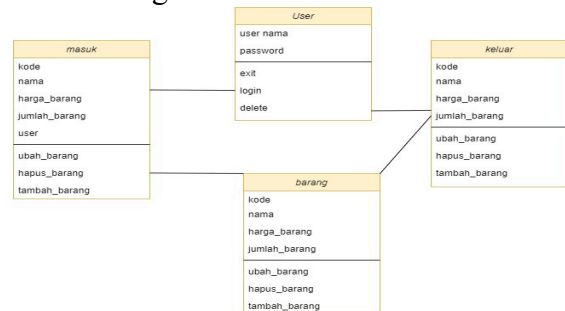 User
user nama
password
exit
login
delete
masuk
kode
nama
harga_barang
jumlah_barang
user
ubah_barang
hapus_barang
tambah_barang
keluar
kode
nama
harga_barang
jumlah_barang
ubah_barang
hapus_barang
tambah_barang
barang
kode
nama
harga_barang
jumlah_barang
ubah_barang
hapus_barang
tambah_barang